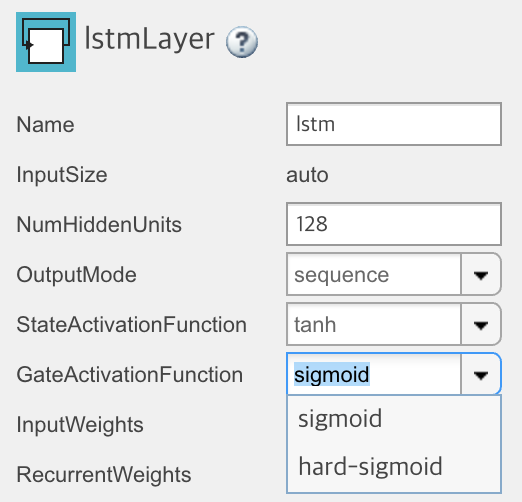 lstmLayer ?
Name lstm
InputSize auto
NumHiddenUnits 128
OutputMode sequence
StateActivationFunction tanh
GateActivationFunction sigmoid
InputWeights sigmoid
RecurrentWeights hard-sigmoid